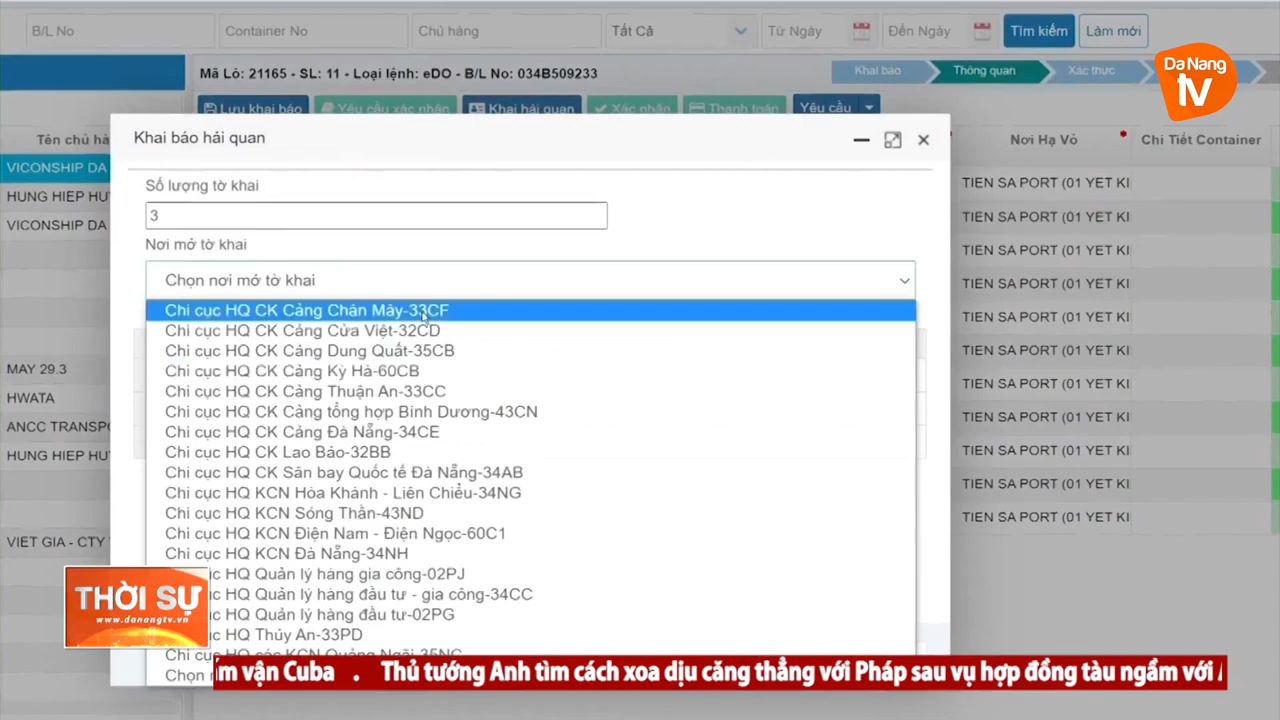 B/L No Container No Chủ hàng Tất Cả Từ Ngày Đến Ngày Tìm kiếm Làm mới
Da Nang
tv
Mã Lô: 21165 - SL: 11 - Loại lệnh: eDO - B/L No: 034B509233
Khai báo Thông quan Xác thực
Lưu khai báo Yêu cầu xác nhận Khai hải quan Xác nhận Thanh toán Yêu cầu
Tên chủ hà
Nơi Hạ Vỏ Chi Tiết Container
Khai báo hải quan
VICONSHIP DA
HUNG HIEP HU
VICONSHIP DA
MAY 29.3
HWATA
ANCC TRANSPO
HUNG HIEP HU
VIET GIA - CTY
Số lượng tờ khai
3
Nơi mở tờ khai
Chọn nơi mở tờ khai
Chi cục HQ CK Cảng Chân Mây-33CF
Chi cục HQ CK Cảng Cửa Việt-32CD
Chi cục HQ CK Cảng Dung Quất-35CB
Chi cục HQ CK Cảng Kỳ Hà-60CB
Chi cục HQ CK Cảng Thuận An-33CC
Chi cục HQ CK Cảng tổng hợp Bình Dương-43CN
Chi cục HQ CK Cảng Đà Nẵng-34CE
Chi cục HQ CK Lao Bảo-32BB
Chi cục HQ CK Sân bay Quốc tế Đà Nẵng-34AB
Chi cục HQ KCN Hòa Khánh - Liên Chiểu-34NG
Chi cục HQ KCN Sóng Thần-43ND
Chi cục HQ KCN Điện Nam - Điện Ngọc-60C1
Chi cục HQ KCN Đà Nẵng-34NH
HQ Quản lý hàng gia công-02PJ
HQ Quản lý hàng đầu tư - gia công-34CC
HQ Quản lý hàng đầu tư-02PG
HQ Thủy An-33PD
Chi cục HQ các KCN Quảng Ngãi-35NC
Chọn n
TIEN SA PORT (01 YET KI
TIEN SA PORT (01 YET KI
TIEN SA PORT (01 YET KI
TIEN SA PORT (01 YET KI
TIEN SA PORT (01 YET KI
TIEN SA PORT (01 YET KI
TIEN SA PORT (01 YET KI
TIEN SA PORT (01 YET KI
TIEN SA PORT (01 YET KI
TIEN SA PORT (01 YET KI
TIEN SA PORT (01 YET KI
THỜI SỰ
www.danangtv.vn
ấm vận Cuba . Thủ tướng Anh tìm cách xoa dịu căng thẳng với Pháp sau vụ hợp đồng tàu ngầm với